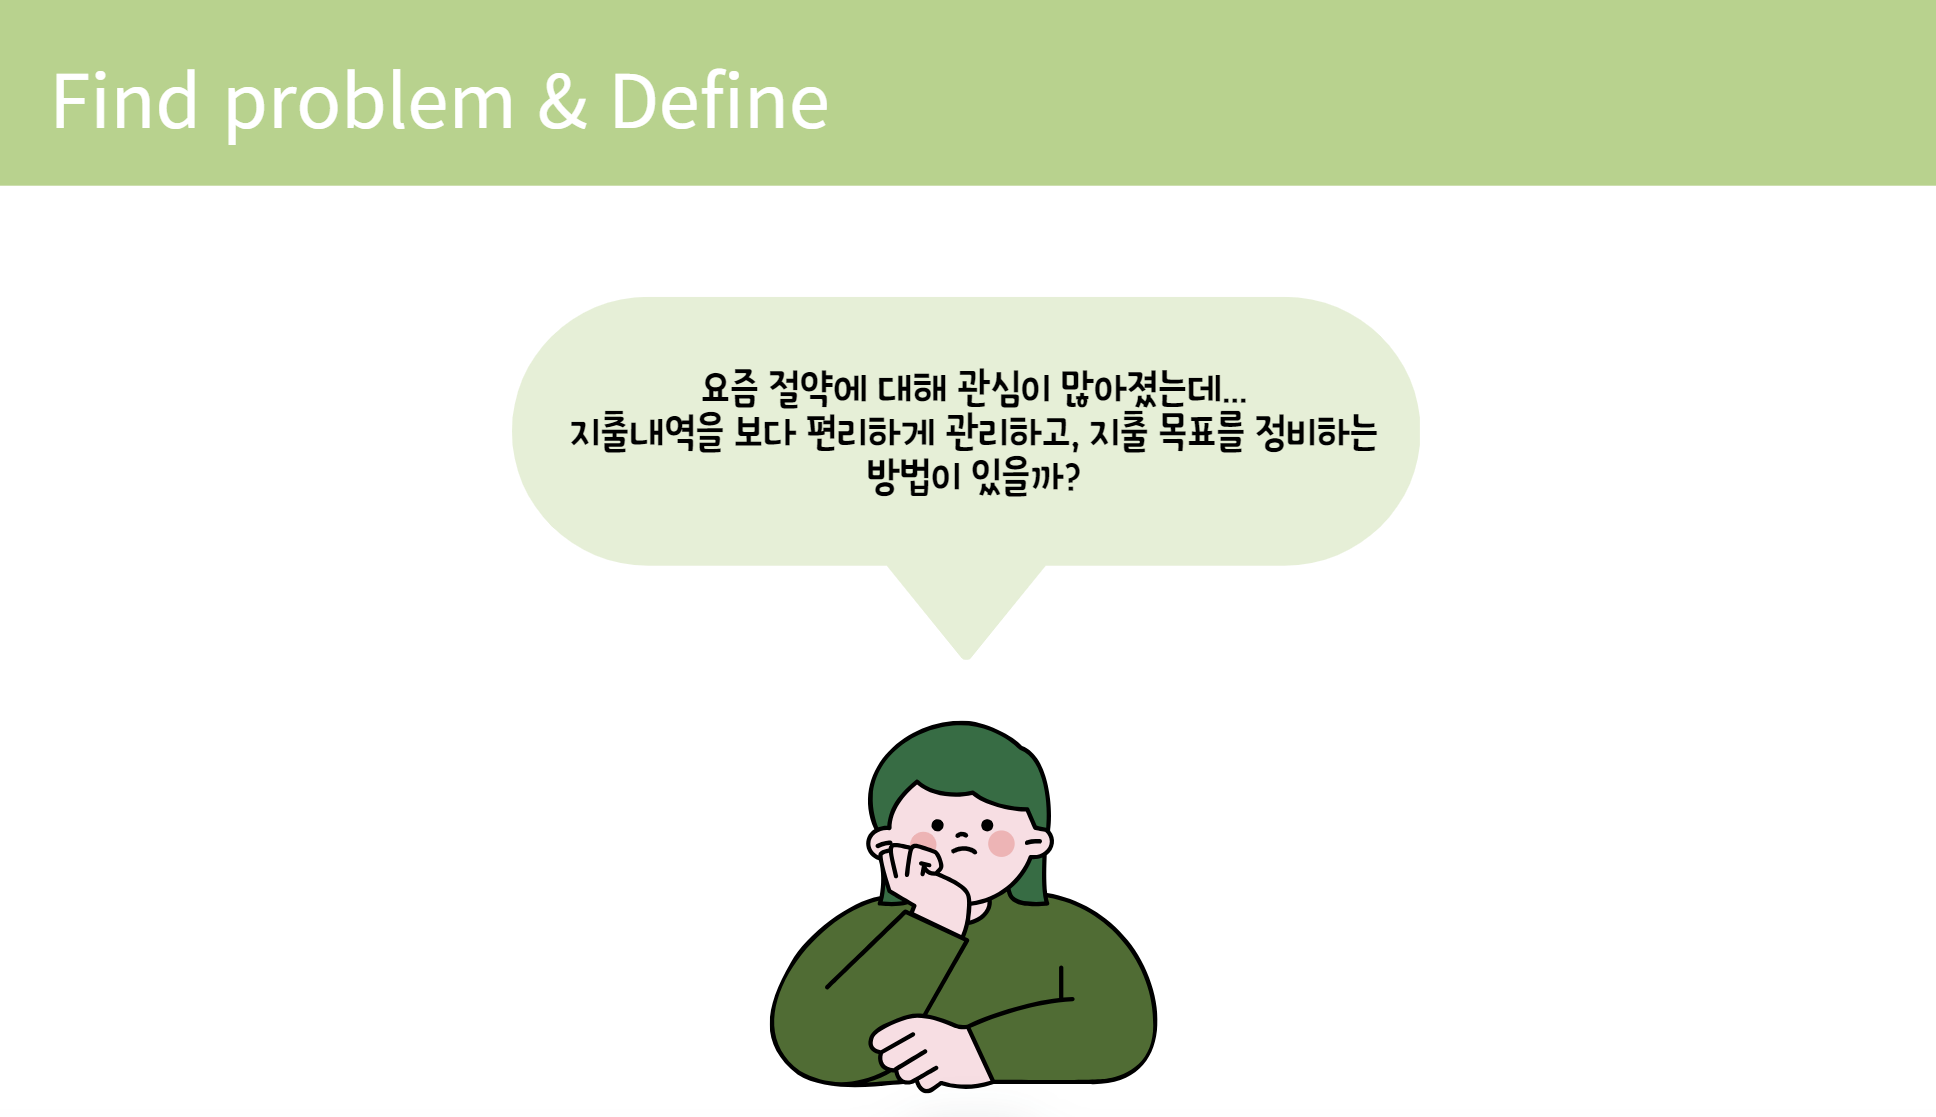 Find problem & Define
요즘 절약에 대해 관심이 많아졌는데...
지출내역을 보다 편리하게 관리하고, 지출 목표를 정비하는
방법이 있을까?